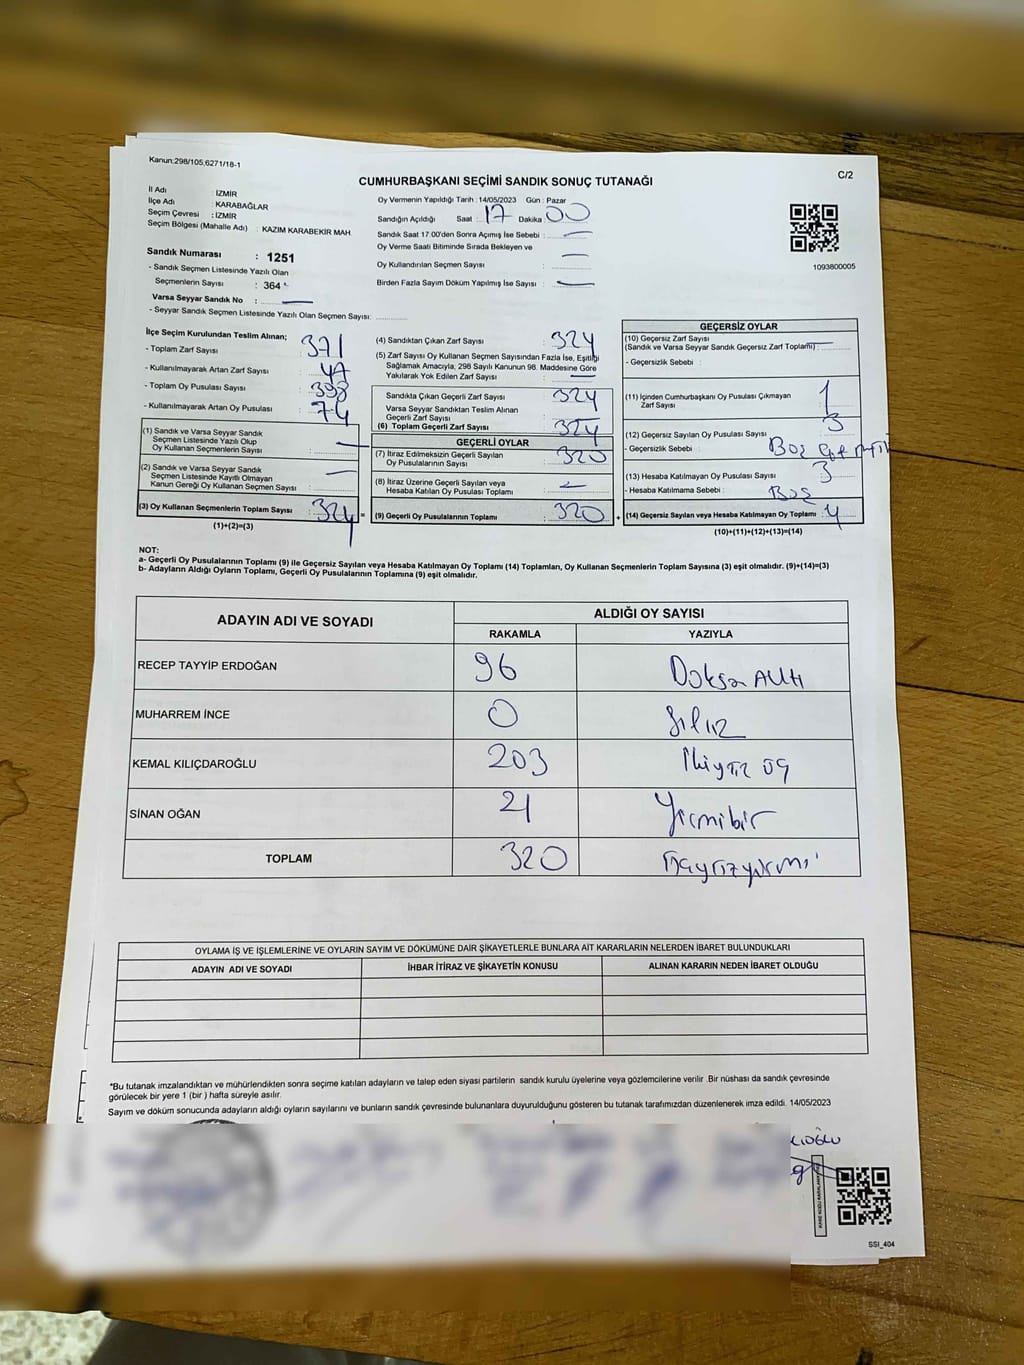 Kanun:298/105,6271/18-1
C/2
CUMHURBAŞKANI SEÇİMİ SANDIK SONUÇ TUTANAĞI
İl Adı : İZMİR
İlçe Adı : KARABAĞLAR
Seçim Çevresi : İZMİR
Seçim Bölgesi (Mahalle Adı) : KAZIM KARABEKIR MAH
Sandık Numarası : 1251
- Sandık Seçmen Listesinde Yazılı Olan
Seçmenlerin Sayısı : 364
Varsa Seyyar Sandık No :
- Seyyar Sandık Seçmen Listesinde Yazılı Olan Seçmen Sayısı:
Oy Vermenin Yapıldığı Tarih : 14/05/2023 Gün : Pazar
Sandığın Açıldığı Saat : 17 Dakika : 00
Sandık Saat 17:00'den Sonra Açımış İse Sebebi :
Oy Verme Saati Bitiminde Sırada Bekleyen ve
Oy Kullandırılan Seçmen Sayısı :
Birden Fazla Sayım Döküm Yapılmış İse Sayısı :
1093800005
İlçe Seçim Kurulundan Teslim Alınan;
- Toplam Zarf Sayısı : 371
- Kullanılmayarak Artan Zarf Sayısı : 47
- Toplam Oy Pusulası Sayısı : 398
- Kullanılmayarak Artan Oy Pusulası : 74
(1) Sandık ve Varsa Seyyar Sandık
Seçmen Listesinde Yazılı Olup
Oy Kullanan Seçmenlerin Sayısı :
(2) Sandık ve Varsa Seyyar Sandık
Seçmen Listesinde Kayıtlı Olmayan
Kanun Gereği Oy Kullanan Seçmen Sayısı :
(3) Oy Kullanan Seçmenlerin Toplam Sayısı : 324 =
(1)+(2)=(3)
(4) Sandıktan Çıkan Zarf Sayısı : 324
(5) Zarf Sayısı Oy Kullanan Seçmen Sayısından Fazla İse, Eşitliği
Sağlamak Amacıyla, 298 Sayılı Kanunun 98. Maddesine Göre
Yakılarak Yok Edilen Zarf Sayısı :
Sandıkla Çıkan Geçerli Zarf Sayısı : 324
Varsa Seyyar Sandıktan Teslim Alınan
Geçerli Zarf Sayısı :
(6) Toplam Geçerli Zarf Sayısı : 324
GEÇERLİ OYLAR
(7) İtiraz Edilmeksizin Geçerli Sayılan
Oy Pusulalarının Sayısı : 320
(8) İtiraz Üzerine Geçerli Sayılan veya
Hesaba Katılan Oy Pusulası Toplamı :
(9) Geçerli Oy Pusulalarının Toplamı : 320 +
GEÇERSİZ OYLAR
(10) Geçersiz Zarf Sayısı
(Sandık ve Varsa Seyyar Sandık Geçersiz Zarf Toplamı) :
- Geçersizlik Sebebi :
(11) İçinden Cumhurbaşkanı Oy Pusulası Çıkmayan
Zarf Sayısı : 1
(12) Geçersiz Sayılan Oy Pusulası Sayısı : 3
- Geçersizlik Sebebi : Boş
(13) Hesaba Katılmayan Oy Pusulası Sayısı : 3
- Hesaba Katılmama Sebebi : Boş
(14) Geçersiz Sayılan veya Hesaba Katılmayan Oy Toplamı : 4
(10)+(11)+(12)+(13)=(14)
NOT:
a- Geçerli Oy Pusulalarının Toplamı (9) ile Geçersiz Sayılan veya Hesaba Katılmayan Oy Toplamı (14) Toplamları, Oy Kullanan Seçmenlerin Toplam Sayısına (3) eşit olmalıdır. (9)+(14)=(3)
b- Adayların Aldığı Oyların Toplamı, Geçerli Oy Pusulalarının Toplamına (9) eşit olmalıdır.
ADAYIN ADI VE SOYADI ALDIĞI OY SAYISI
RAKAMLA YAZIYLA
RECEP TAYYİP ERDOĞAN 96 Doksan Altı
MUHARREM İNCE 0 Sıfır
KEMAL KILIÇDAROĞLU 203 İkiyüz üç
SİNAN OĞAN 21 Yirmibir
TOPLAM 320 Üçyüzyirmi
OYLAMA İŞ VE İŞLEMLERİNE VE OYLARIN SAYIM VE DÖKÜMÜNE DAİR ŞİKAYETLERLE BUNLARA AİT KARARLARIN NELERDEN İBARET BULUNDUKLARI
ADAYIN ADI VE SOYADI İHBAR İTİRAZ VE ŞİKAYETİN KONUSU ALINAN KARARIN NEDEN İBARET OLDUĞU
*Bu tutanak imzalandıktan ve mühürlendikten sonra seçime katılan adayların ve talep eden siyasi partilerin sandık kurulu üyelerine veya gözlemcilerine verilir .Bir nüshası da sandık çevresinde
görülecek bir yere 1 (bir ) hafta süreyle asılır.
Sayım ve döküm sonucunda adayların aldığı oyların sayılarını ve bunların sandık çevresinde bulunanlara duyurulduğunu gösteren bu tutanak tarafımızdan düzenlenerek imza edildi. 14/05/2023
SSI_404